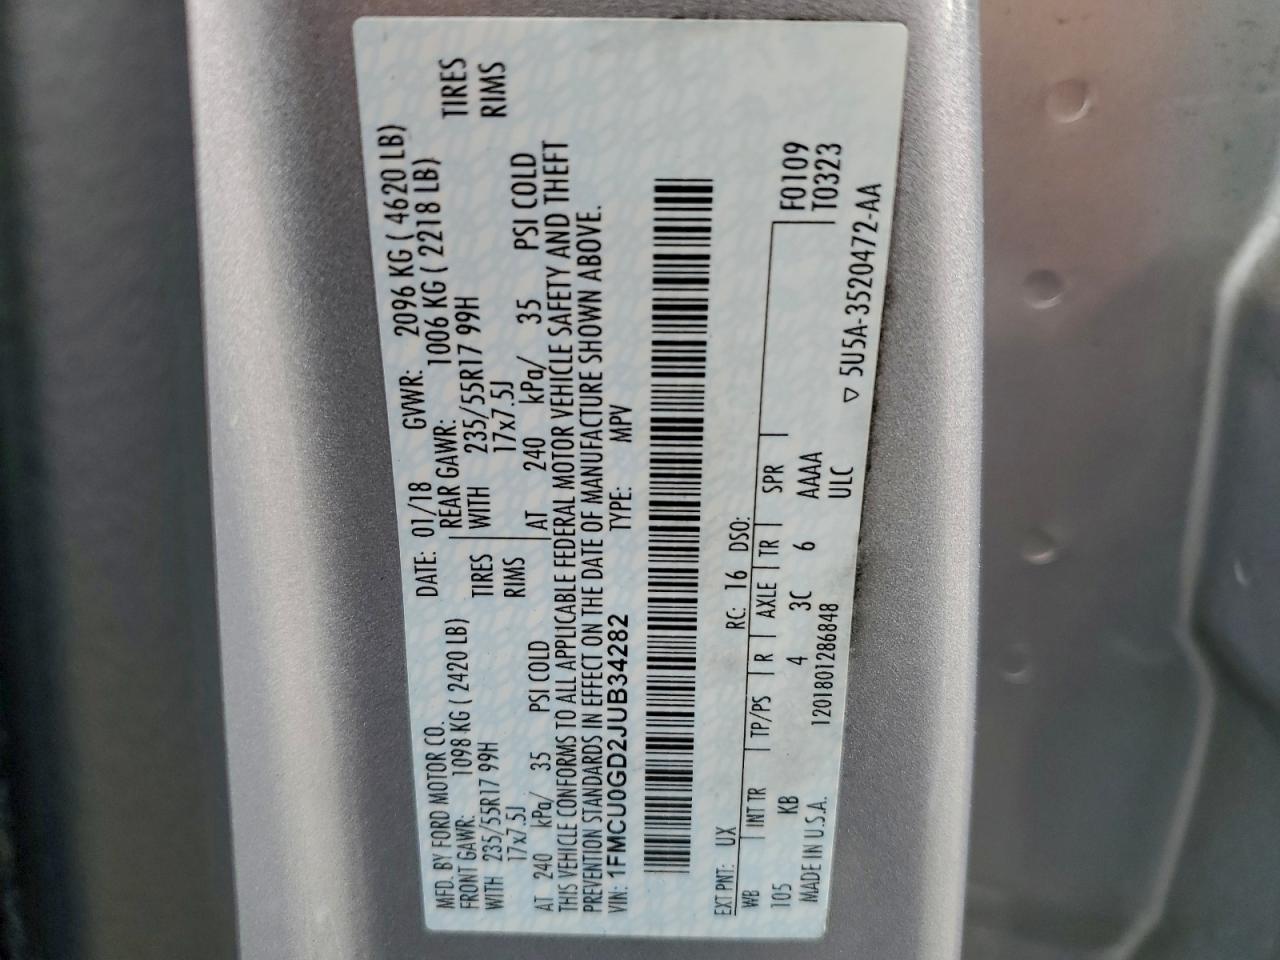 MFD. BY FORD MOTOR CO. DATE: 01/18 GVWR: 2096 KG ( 4620 LB)
FRONT GAWR: 1098 KG ( 2420 LB) REAR GAWR: 1006 KG ( 2218 LB)
WITH 235/55R17 99H TIRES WITH 235/55R17 99H TIRES
17x7.5J RIMS 17x7.5J RIMS
AT 240 kPa/ 35 PSI COLD AT 240 kPa/ 35 PSI COLD
THIS VEHICLE CONFORMS TO ALL APPLICABLE FEDERAL MOTOR VEHICLE SAFETY AND THEFT
PREVENTION STANDARDS IN EFFECT ON THE DATE OF MANUFACTURE SHOWN ABOVE.
VIN: 1FMCU0GD2JUB34282 TYPE: MPV
EXT PNT: UX RC: 16 DSO: F0109
WB INT TR TP/PS R AXLE TR SPR T0323
105 KB 4 3C 6 AAAA
MADE IN U.S.A. 1201801286848 ULC
▽ 5U5A-3520472-AA